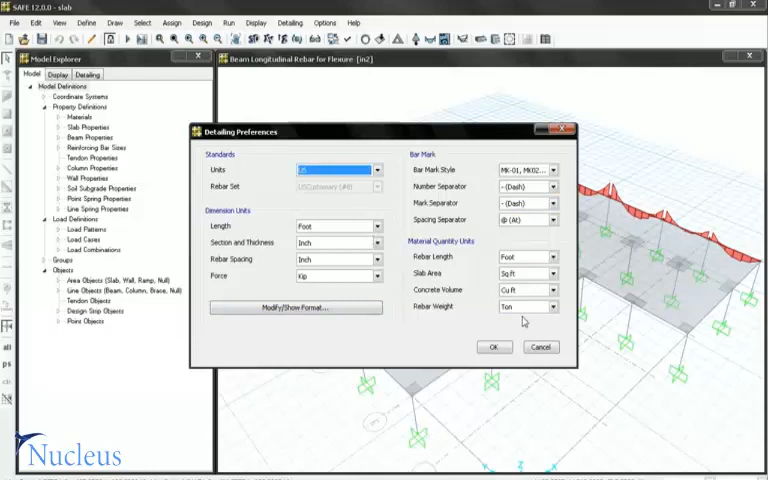 SAFE 12.0.0 - slab
File Edit View Define Draw Select Assign Design Run Display Detailing Options Help
Model Explorer
Beam Longitudinal Rebar for Flexure [in2]
Model Display Detailing
Model Definitions
Coordinate Systems
Property Definitions
Materials
Slab Properties
Beam Properties
Reinforcing Bar Sizes
Tendon Properties
Column Properties
Wall Properties
Soil Subgrade Properties
Point Spring Properties
Line Spring Properties
Load Definitions
Load Patterns
Load Cases
Load Combinations
Groups
Objects
Area Objects (Slab, Wall, Ramp, Null)
Line Objects (Beam, Column, Brace, Null)
Tendon Objects
Design Strip Objects
Point Objects
all
ps
clr
Detailing Preferences
Standards
Units US
Rebar Set USCustomary (#8)
Dimension Units
Length Foot
Section and Thickness Inch
Rebar Spacing Inch
Force Kip
Modify/Show Format...
Bar Mark
Bar Mark Style MK-01, MK02...
Number Separator - (Dash)
Mark Separator - (Dash)
Spacing Separator @ (At)
Material Quantity Units
Rebar Length Foot
Slab Area Sq ft
Concrete Volume Cu ft
Rebar Weight Ton
OK Cancel
Z
Nucleus